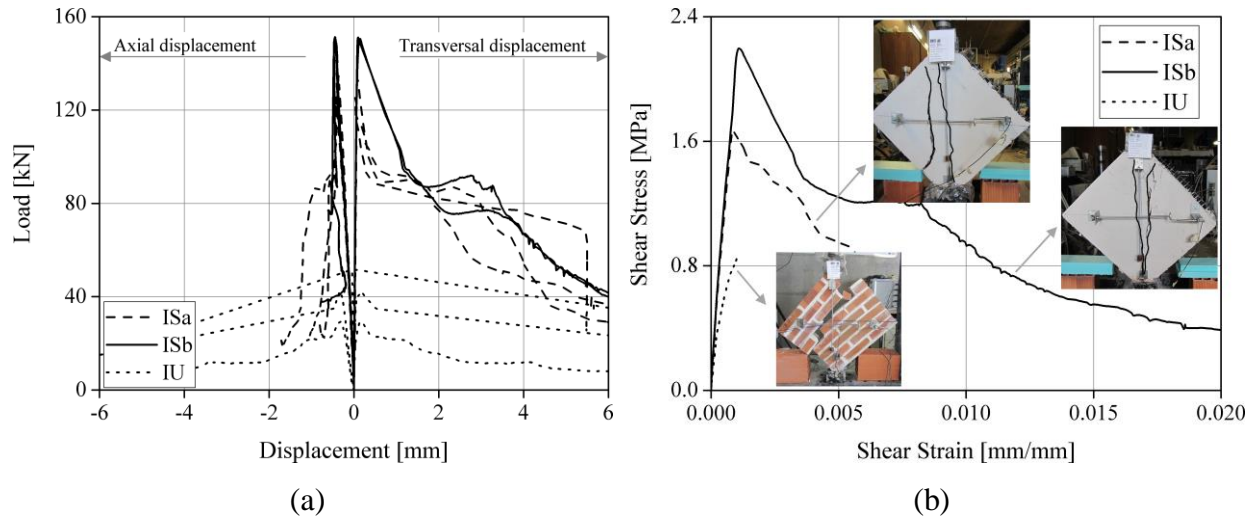 160
120
80
40
0
Load [kN]
Axial displacement
Transversal displacement
ISa
ISb
IU
-6
-4
-2
0
2
4
6
Displacement [mm]
(a)
2.4
1.6
0.8
0.0
Shear Stress [MPa]
ISa
ISb
IU
0.000
0.005
0.010
0.015
0.020
Shear Strain [mm/mm]
(b)